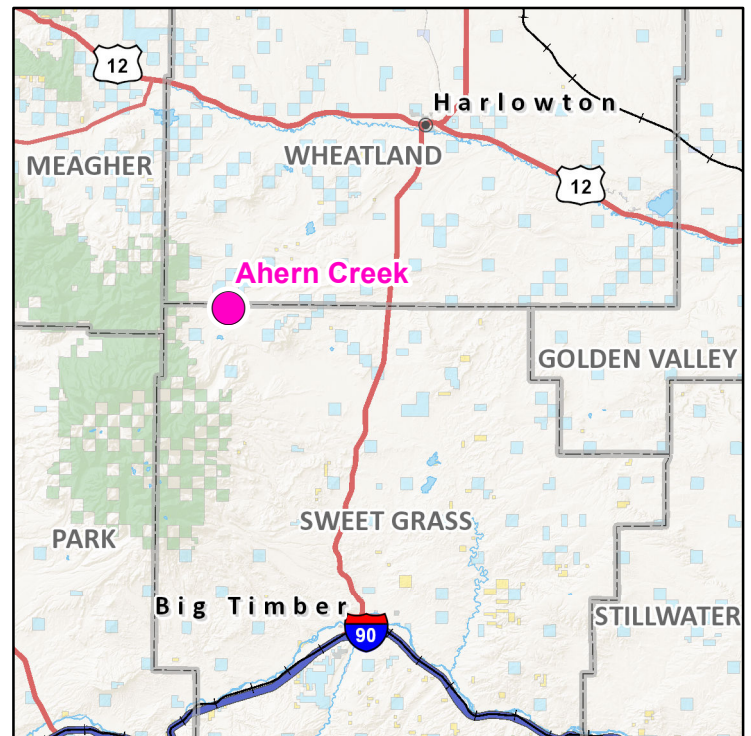 12
Harlowton
MEAGHER
WHEATLAND
12
Ahern Creek
GOLDEN VALLEY
SWEET GRASS
PARK
Big Timber
STILLWATER
90